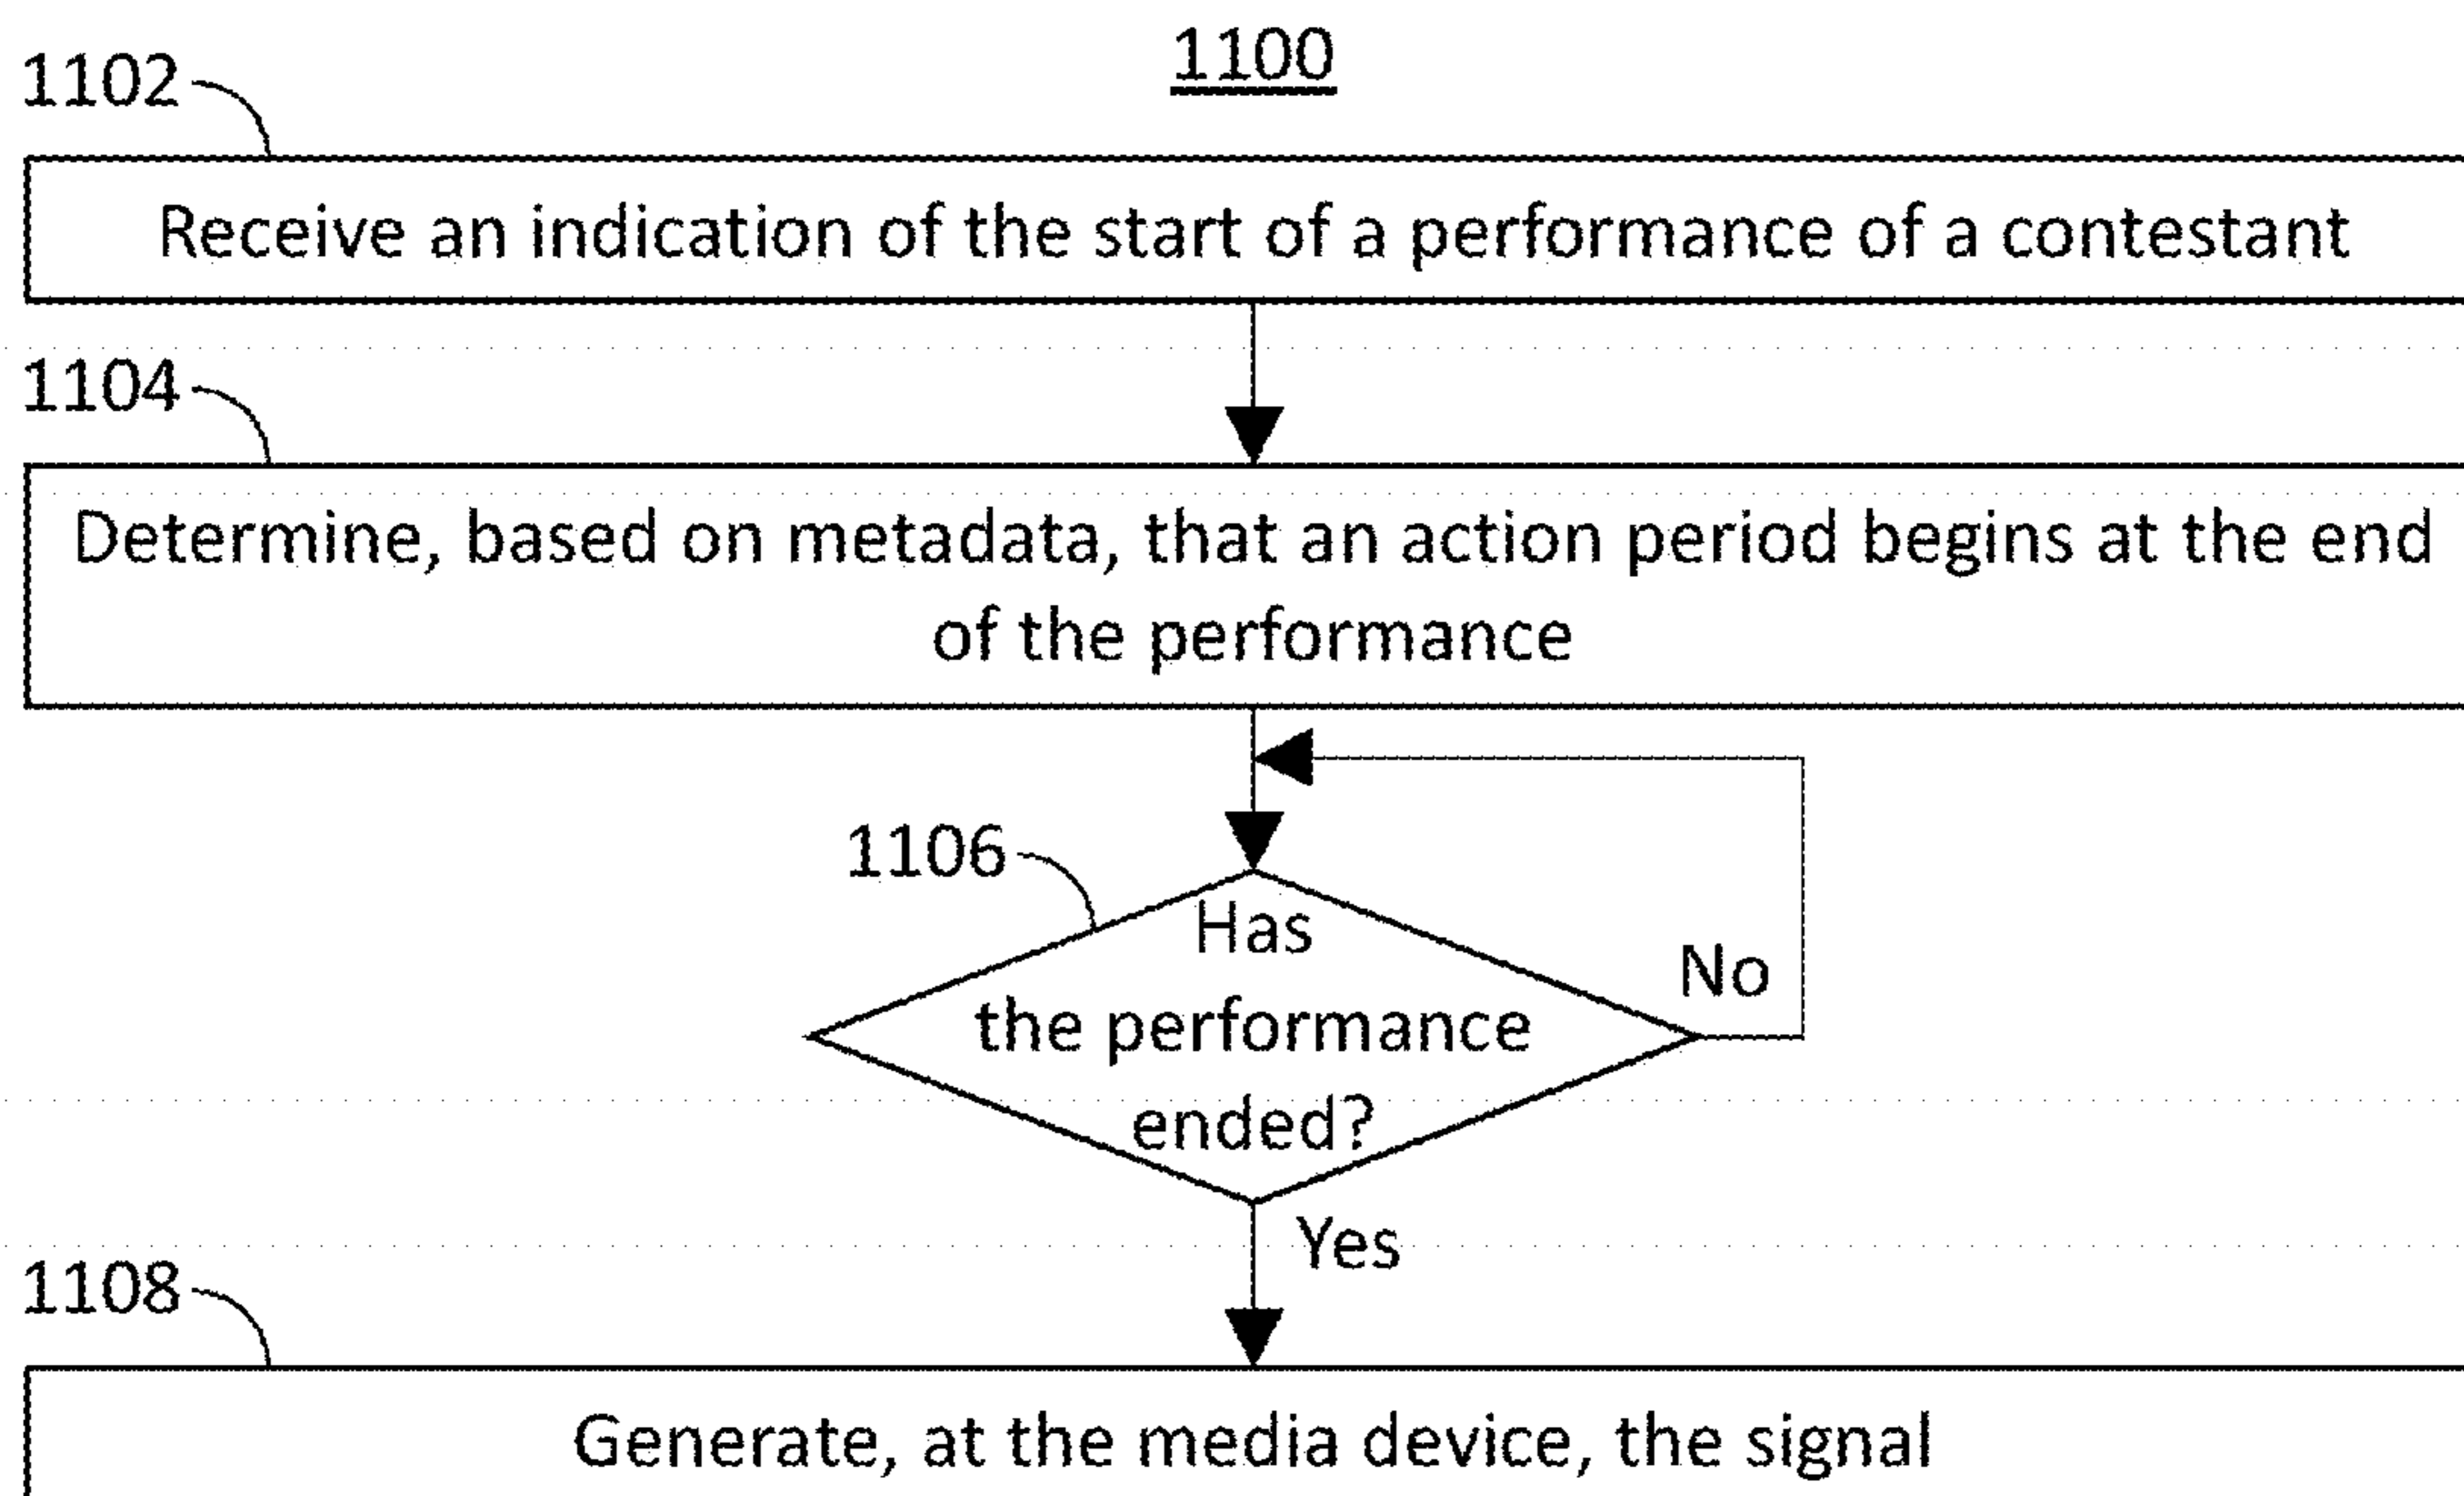 1100
1102
Receive an indication of the start of a performance of a contestant
1104
Determine, based on metadata, that an action period begins at the end
of the performance
1106
Has
the performance
ended?
No
Yes
1108
Generate, at the media device, the signal